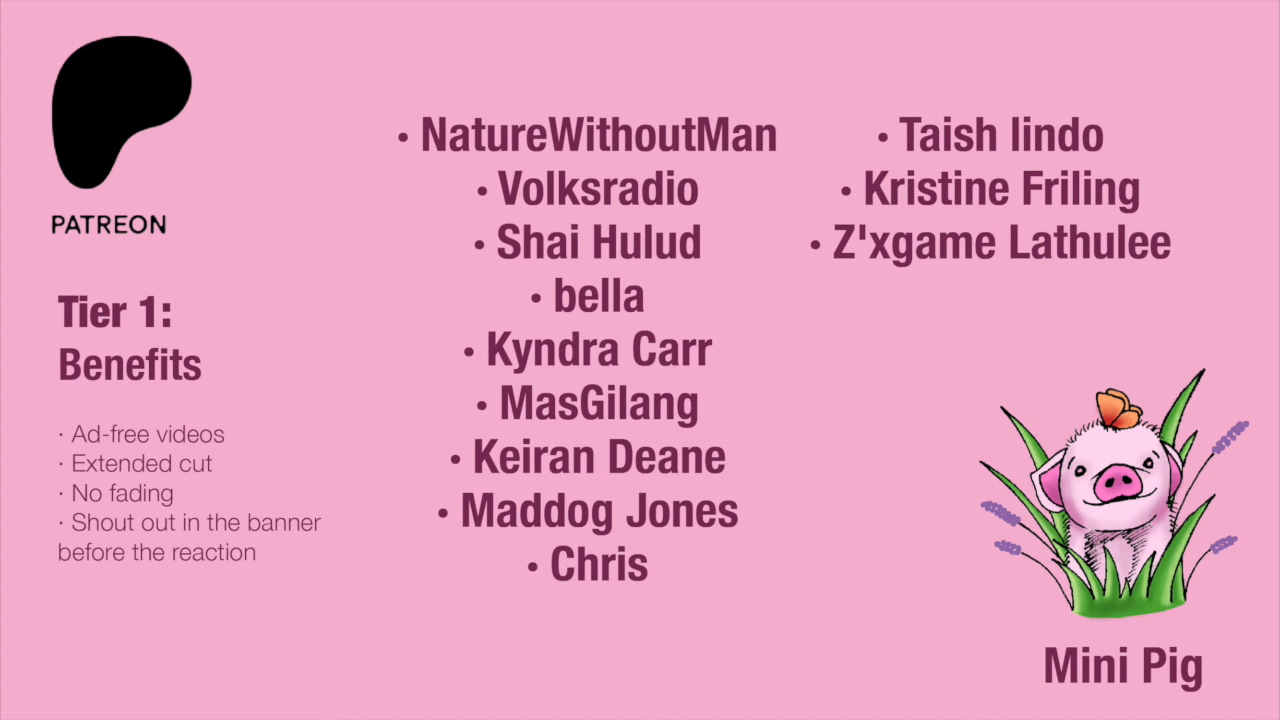 PATREON
Tier 1:
Benefits
· Ad-free videos
· Extended cut
· No fading
· Shout out in the banner
before the reaction
• NatureWithoutMan
• Volksradio
• Shai Hulud
• bella
• Kyndra Carr
• MasGilang
• Keiran Deane
• Maddog Jones
• Chris
• Taish lindo
• Kristine Friling
• Z'xgame Lathulee
Mini Pig